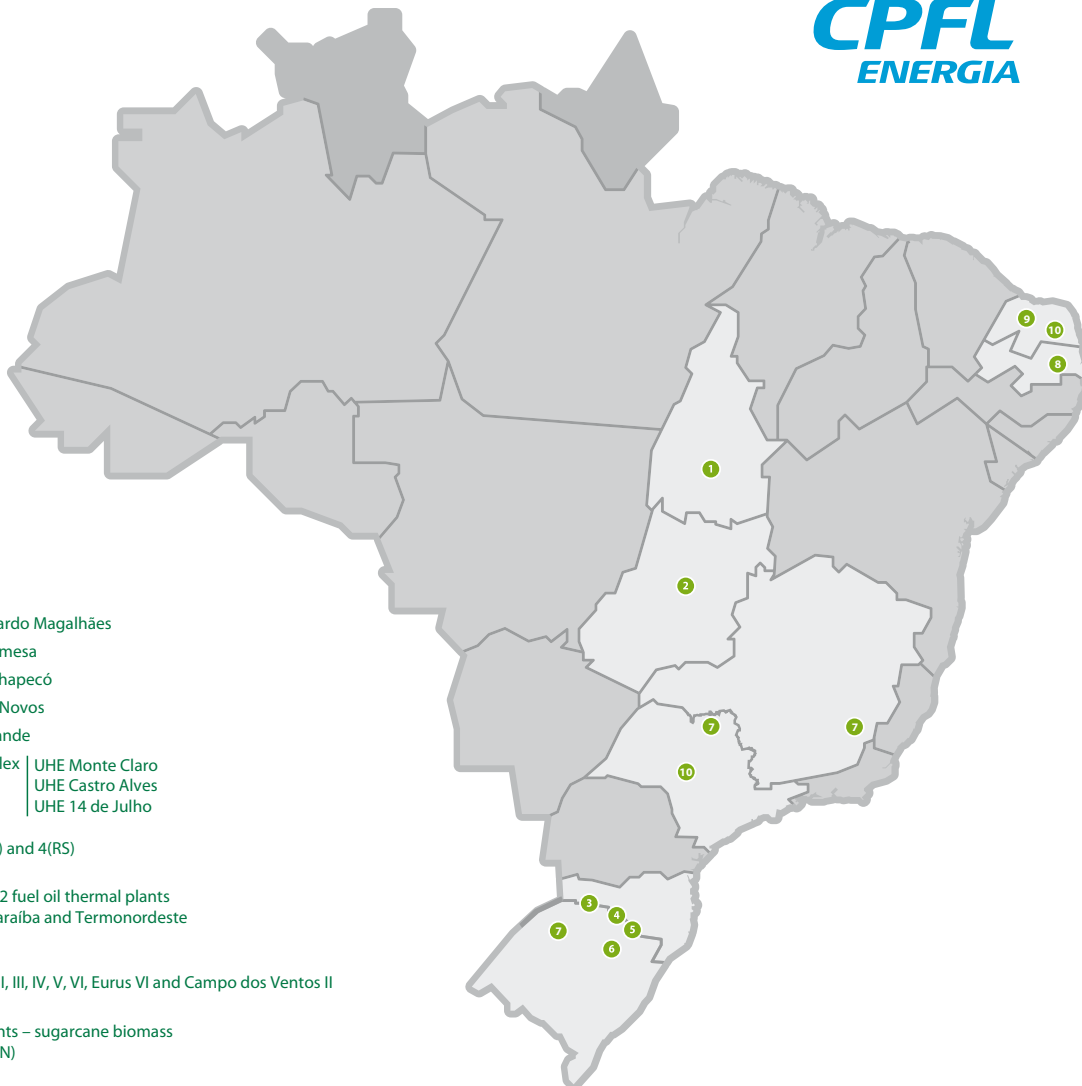 CPFL
ENERGIA
9
10
8
1
2
7
7
10
3
4
5
7
6
ardo Magalhães
mesa
hapecó
Novos
ande
lex
UHE Monte Claro
UHE Castro Alves
UHE 14 de Julho
) and 4(RS)
2 fuel oil thermal plants
araíba and Termonordeste
I, III, IV, V, VI, Eurus VI and Campo dos Ventos II
nts – sugarcane biomass
N)